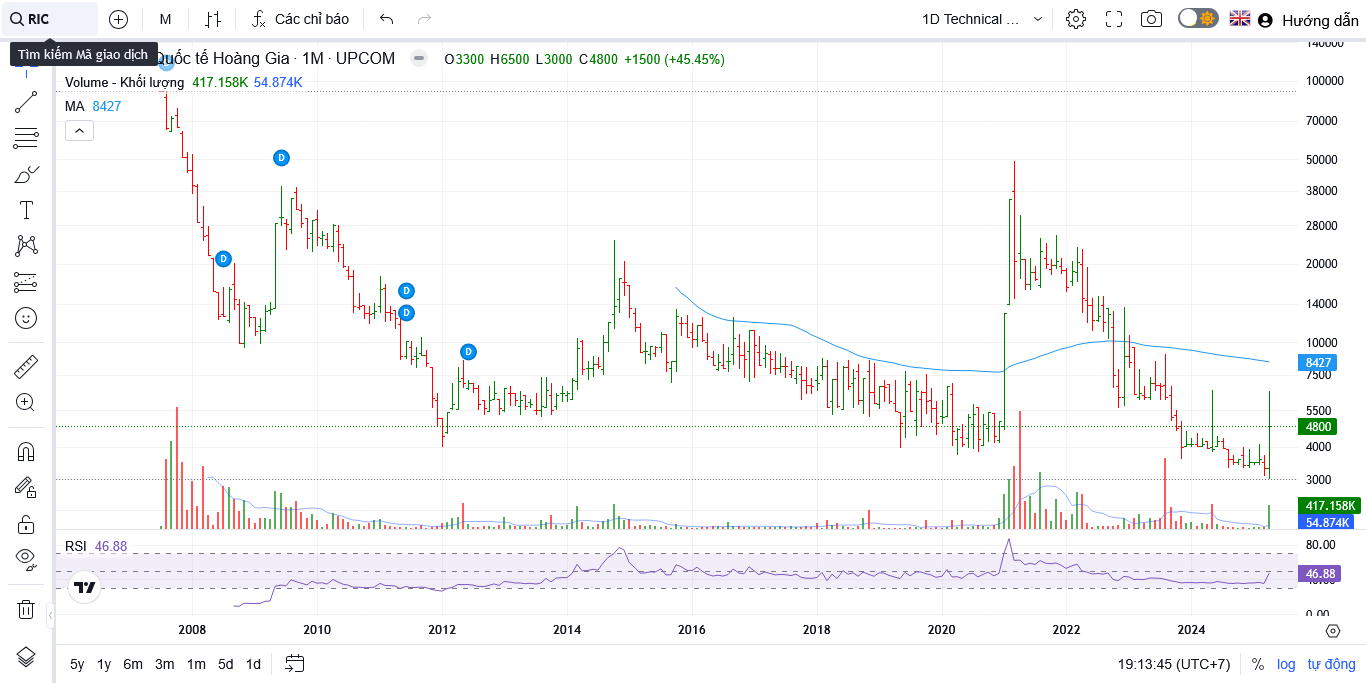 RIC
M
Các chỉ báo
1D Technical ...
Hướng dẫn
Tìm kiếm Mã giao dịch
Quốc tế Hoàng Gia · 1M · UPCOM
O3300 H6500 L3000 C4800 +1500 (+45.45%)
Volume - Khối lượng 417.158K 54.874K
MA 8427
D
D
D
D
D
140000
100000
70000
50000
38000
28000
20000
14000
10000
8427
7500
5500
4800
4000
3000
417.158K
54.874K
RSI 46.88
80.00
46.88
40.00
0.00
2008 2010 2012 2014 2016 2018 2020 2022 2024
5y 1y 6m 3m 1m 5d 1d
19:13:45 (UTC+7) % log tự động